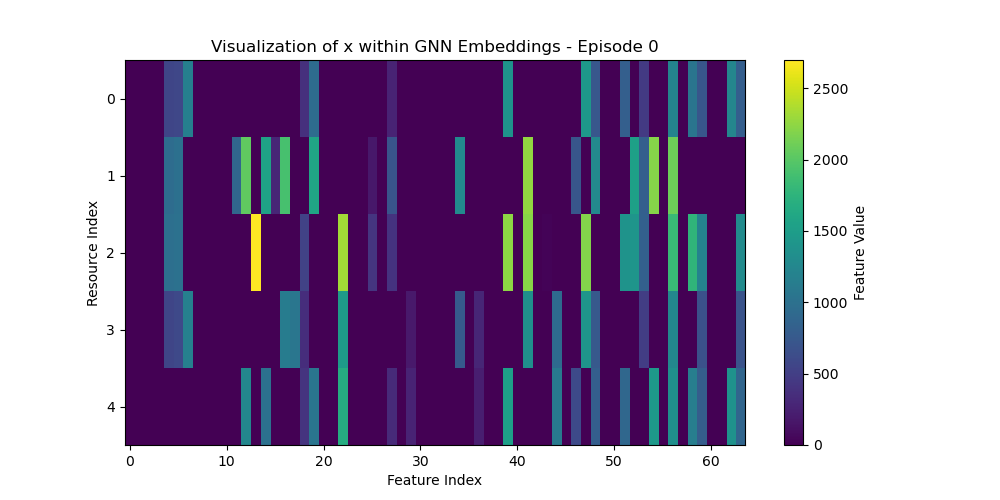 Visualization of x within GNN Embeddings - Episode 0
Resource Index
0
1
2
3
4
0 10 20 30 40 50 60
Feature Index
2500
2000
1500
1000
500
0
Feature Value